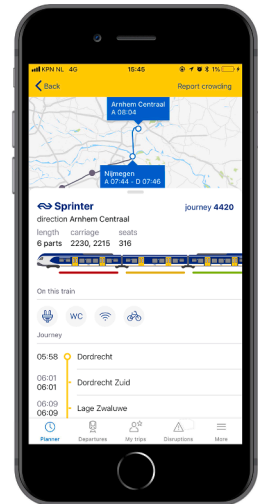 KPN NL 4G 15:45 1%
Back Report crowding
Arnhem Centraal
A 08:04
Nijmegen
A 07:44 - D 07:46
Sprinter journey 4420
direction Arnhem Centraal
length carriage seats
6 parts 2230, 2215 316
On this train
WC
Journey
05:58 Dordrecht
06:01
06:01 Dordrecht Zuid
06:09
06:09 Lage Zwaluwe
Planner Departures My trips Disruptions More